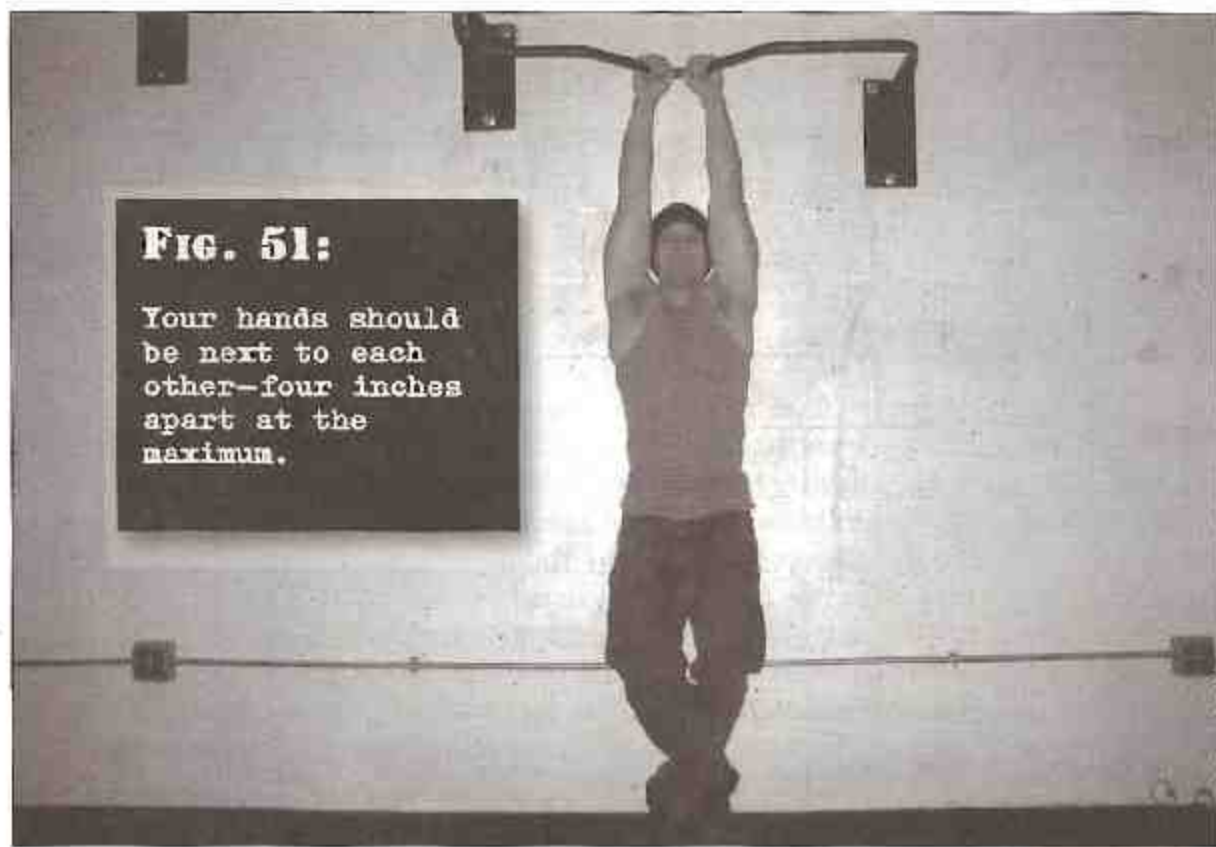 FIG. 51:
Your hands should
be next to each
other—four inches
apart at the
maximum.